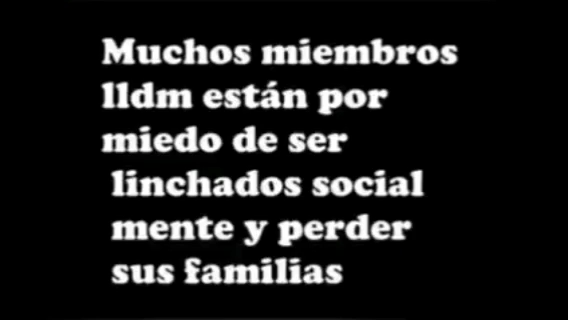 Muchos miembros
lldm están por
miedo de ser
linchados social
mente y perder
sus familias